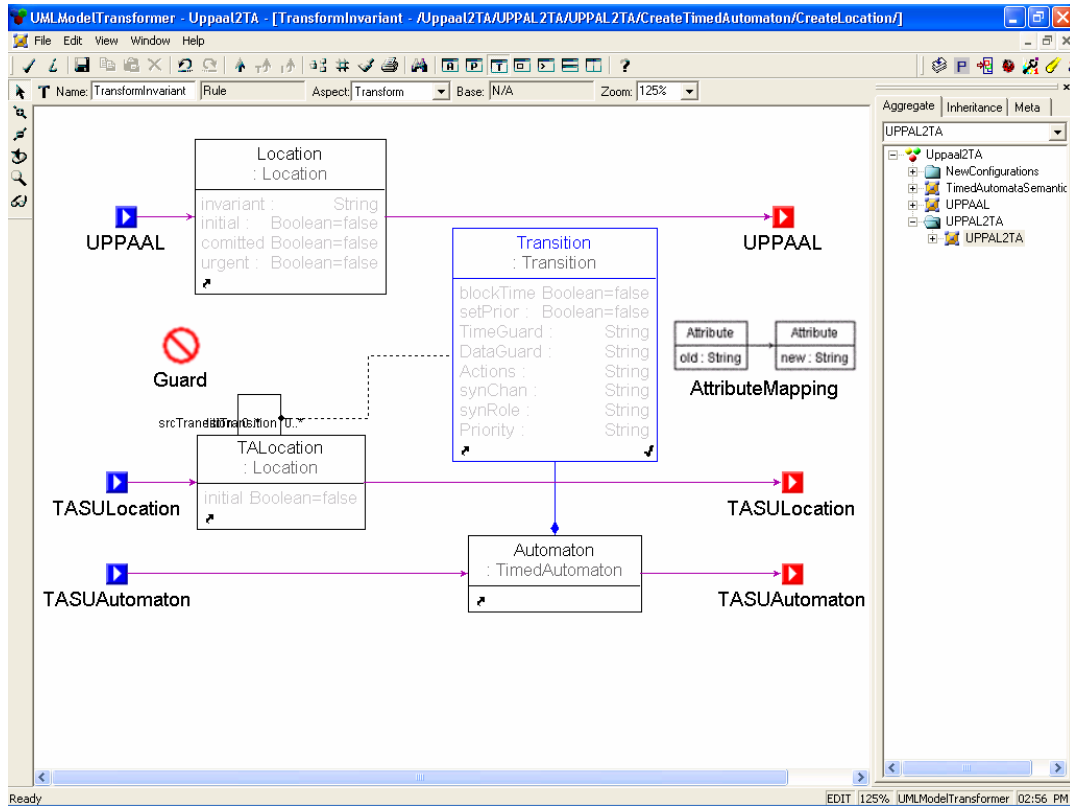 UMLModelTransformer - Uppaal2TA - [TransformInvariant - /Uppaal2TA/UPPAL2TA/UPPAL2TA/CreateTimedAutomaton/CreateLocation/]
File Edit View Window Help
Name: TransformInvariant Rule Aspect: Transform Base: N/A Zoom: 125%
Aggregate Inheritance Meta
UPPAL2TA
Uppaal2TA
NewConfigurations
TimedAutomataSemantic
UPPAAL
UPPAL2TA
UPPAL2TA
Location
: Location
invariant : String
initial : Boolean=false
comitted Boolean=false
urgent : Boolean=false
UPPAAL
UPPAAL
Transition
: Transition
blockTime Boolean=false
setPrior : Boolean=false
TimeGuard : String
DataGuard : String
Actions : String
synChan : String
synRole : String
Priority : String
Guard
Attribute
old : String
Attribute
new : String
AttributeMapping
TALocation
: Location
initial Boolean=false
TASULocation
TASULocation
Automaton
: TimedAutomaton
TASUAutomaton
TASUAutomaton
Ready
EDIT 125% UMLModelTransformer 02:56 PM